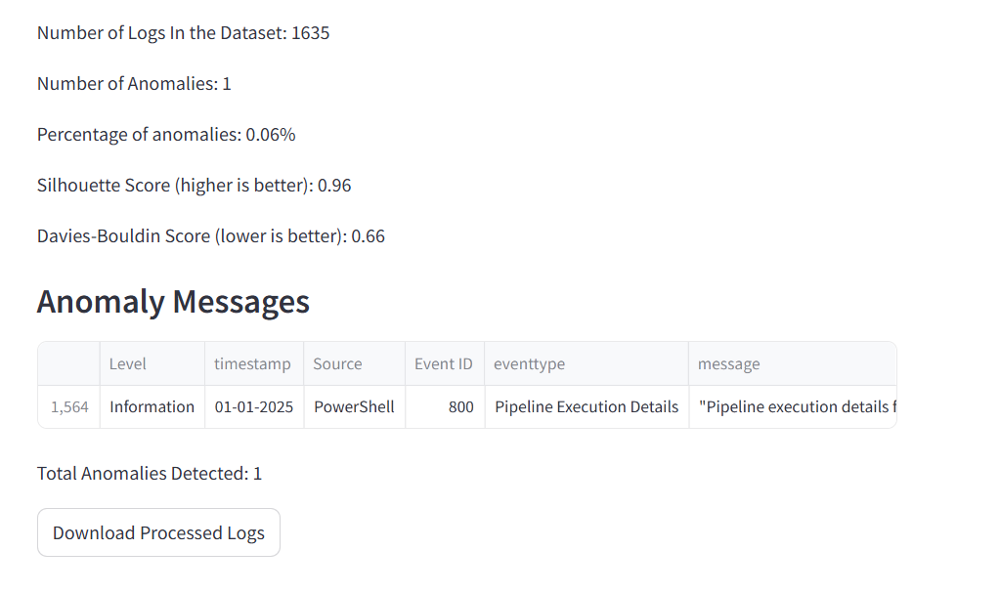 Number of Logs In the Dataset: 1635
Number of Anomalies: 1
Percentage of anomalies: 0.06%
Silhouette Score (higher is better): 0.96
Davies-Bouldin Score (lower is better): 0.66
Anomaly Messages
Level timestamp Source Event ID eventtype message
1,564 Information 01-01-2025 PowerShell 800 Pipeline Execution Details "Pipeline execution details f
Total Anomalies Detected: 1
Download Processed Logs